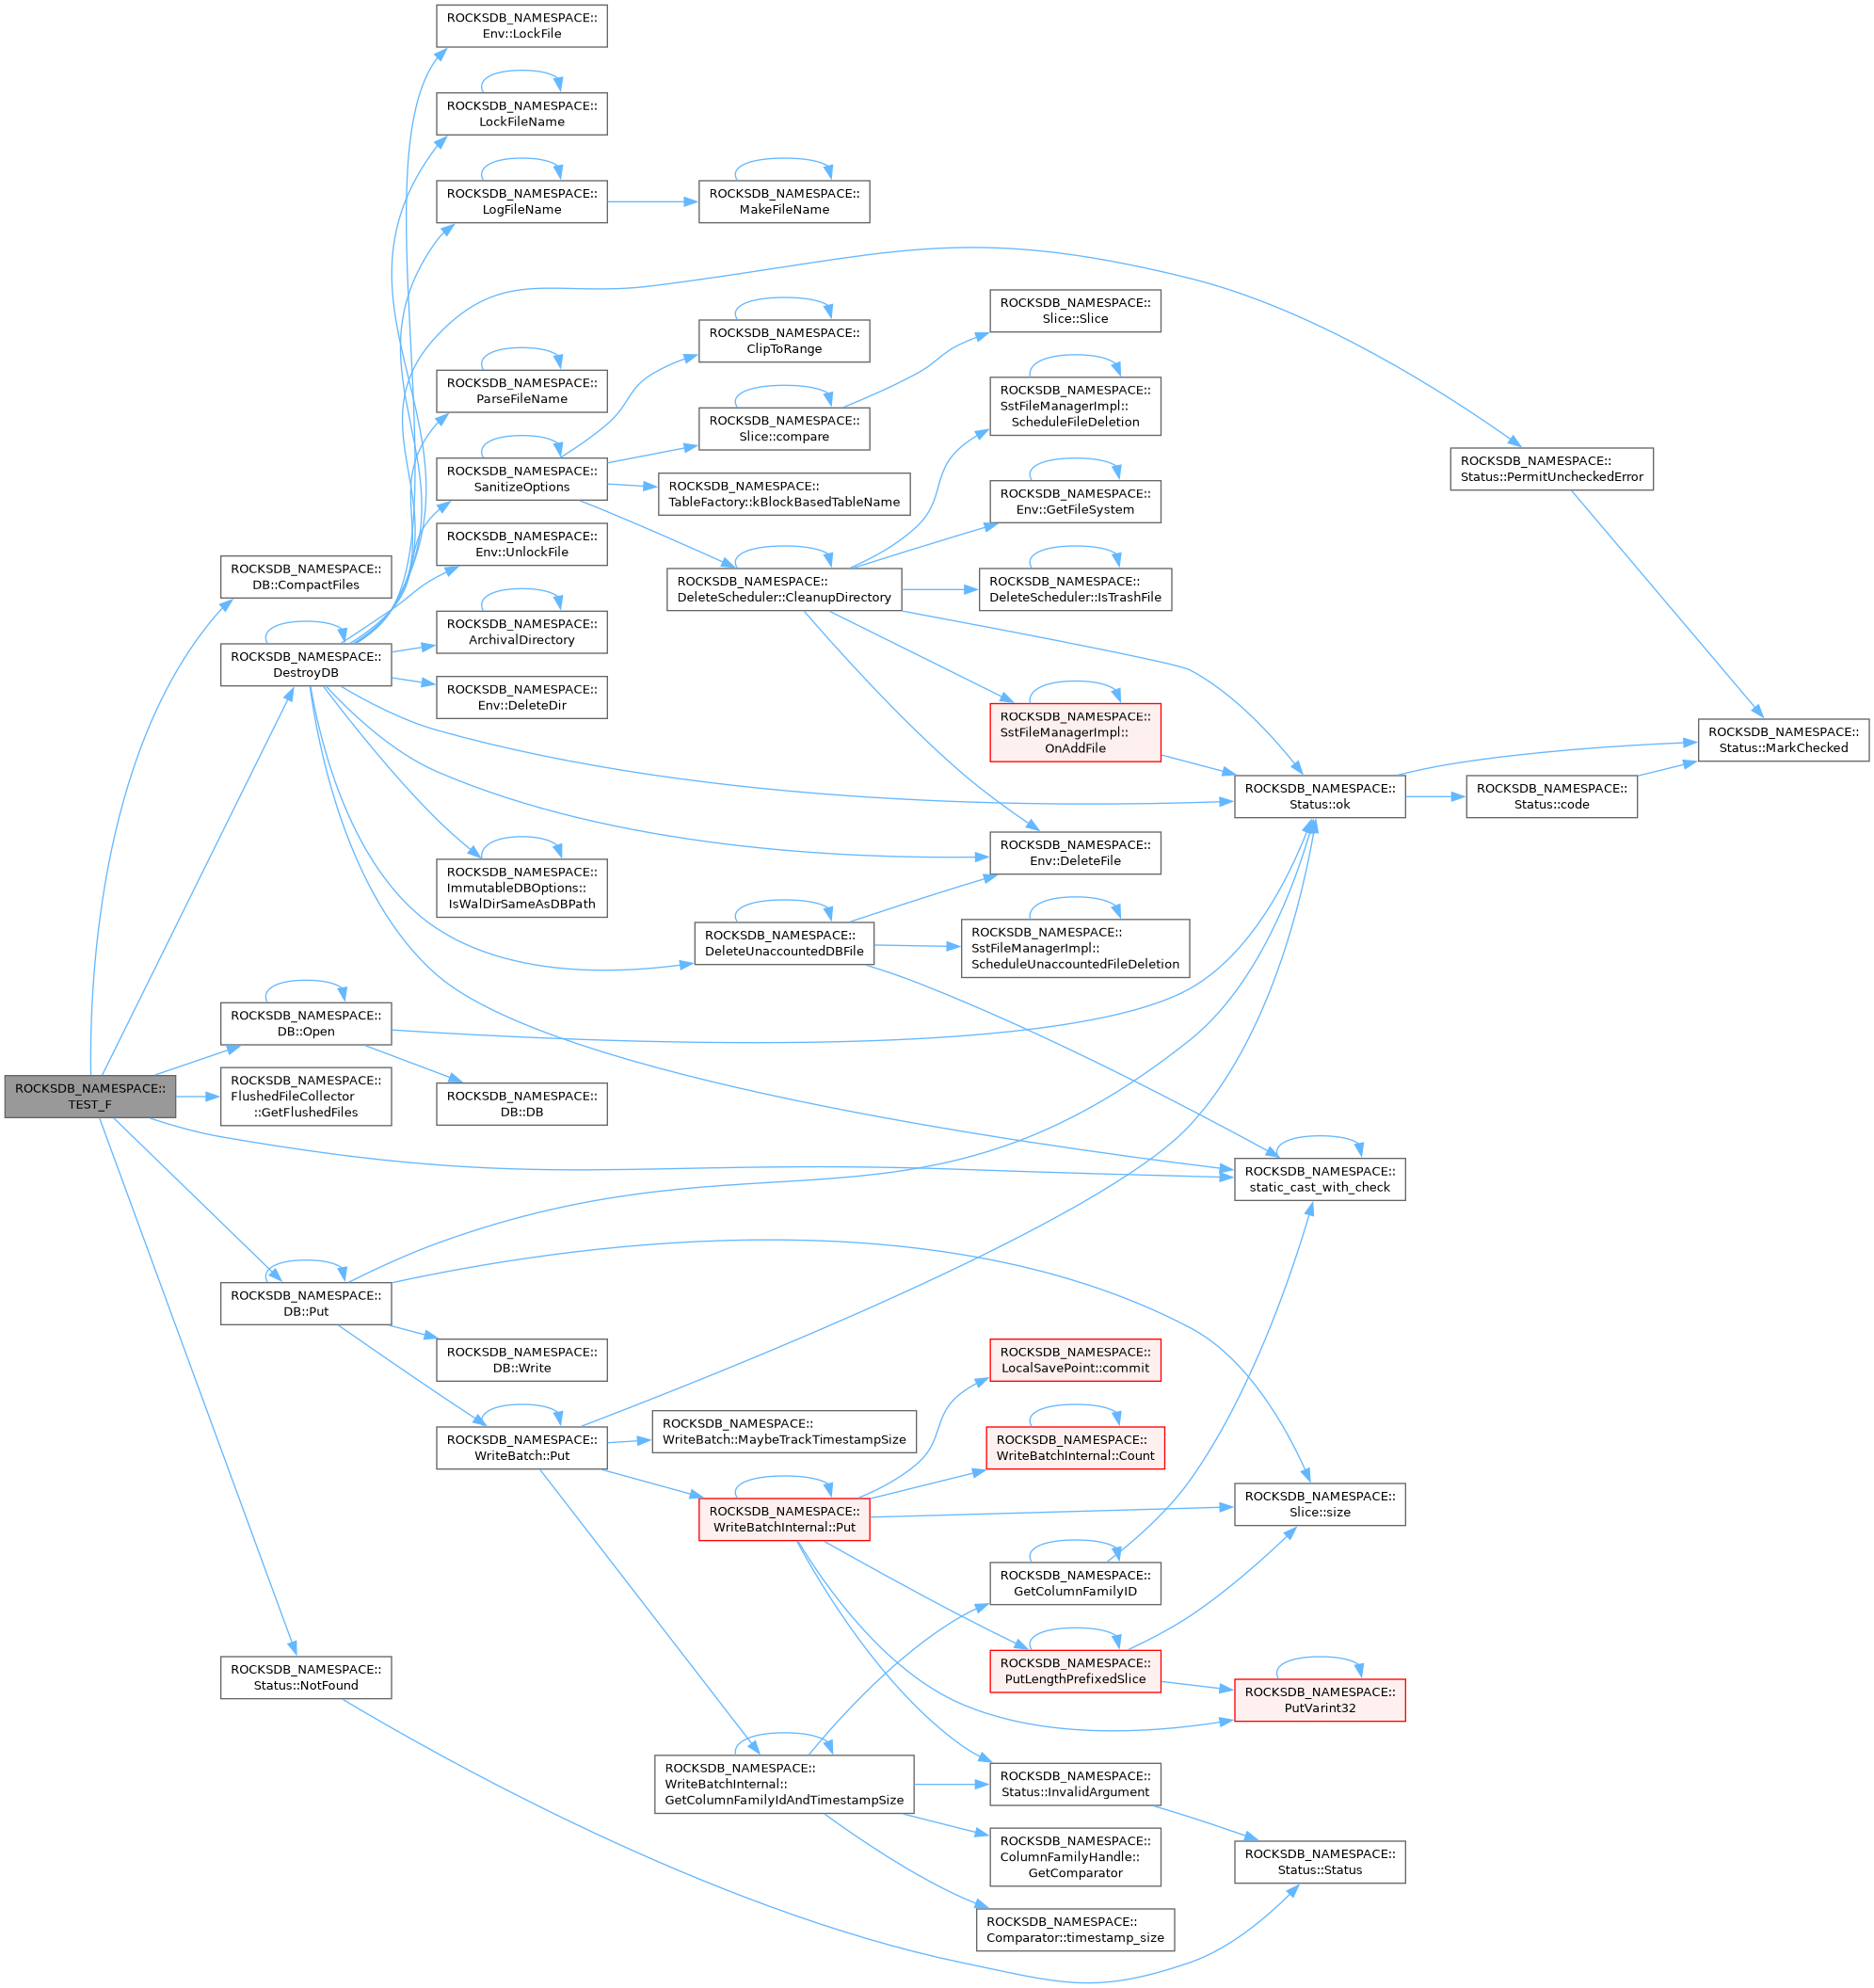 ROCKSDB_NAMESPACE::
Env::LockFile
ROCKSDB_NAMESPACE::
LockFileName
ROCKSDB_NAMESPACE::
LogFileName
ROCKSDB_NAMESPACE::
MakeFileName
ROCKSDB_NAMESPACE::
Slice::Slice
ROCKSDB_NAMESPACE::
ClipToRange
ROCKSDB_NAMESPACE::
ParseFileName
ROCKSDB_NAMESPACE::
SstFileManagerImpl::
ScheduleFileDeletion
ROCKSDB_NAMESPACE::
Slice::compare
ROCKSDB_NAMESPACE::
Status::PermitUncheckedError
ROCKSDB_NAMESPACE::
SanitizeOptions
ROCKSDB_NAMESPACE::
TableFactory::kBlockBasedTableName
ROCKSDB_NAMESPACE::
Env::GetFileSystem
ROCKSDB_NAMESPACE::
Env::UnlockFile
ROCKSDB_NAMESPACE::
DB::CompactFiles
ROCKSDB_NAMESPACE::
DeleteScheduler::CleanupDirectory
ROCKSDB_NAMESPACE::
DeleteScheduler::IsTrashFile
ROCKSDB_NAMESPACE::
ArchivalDirectory
ROCKSDB_NAMESPACE::
DestroyDB
ROCKSDB_NAMESPACE::
Env::DeleteDir
ROCKSDB_NAMESPACE::
SstFileManagerImpl::
OnAddFile
ROCKSDB_NAMESPACE::
Status::MarkChecked
ROCKSDB_NAMESPACE::
Status::ok
ROCKSDB_NAMESPACE::
Status::code
ROCKSDB_NAMESPACE::
Env::DeleteFile
ROCKSDB_NAMESPACE::
ImmutableDBOptions::
IsWalDirSameAsDBPath
ROCKSDB_NAMESPACE::
DeleteUnaccountedDBFile
ROCKSDB_NAMESPACE::
SstFileManagerImpl::
ScheduleUnaccountedFileDeletion
ROCKSDB_NAMESPACE::
DB::Open
ROCKSDB_NAMESPACE::
TEST_F
ROCKSDB_NAMESPACE::
FlushedFileCollector
::GetFlushedFiles
ROCKSDB_NAMESPACE::
DB::DB
ROCKSDB_NAMESPACE::
static_cast_with_check
ROCKSDB_NAMESPACE::
DB::Put
ROCKSDB_NAMESPACE::
DB::Write
ROCKSDB_NAMESPACE::
LocalSavePoint::commit
ROCKSDB_NAMESPACE::
WriteBatch::Put
ROCKSDB_NAMESPACE::
WriteBatch::MaybeTrackTimestampSize
ROCKSDB_NAMESPACE::
WriteBatchInternal::Count
ROCKSDB_NAMESPACE::
WriteBatchInternal::Put
ROCKSDB_NAMESPACE::
Slice::size
ROCKSDB_NAMESPACE::
GetColumnFamilyID
ROCKSDB_NAMESPACE::
Status::NotFound
ROCKSDB_NAMESPACE::
PutLengthPrefixedSlice
ROCKSDB_NAMESPACE::
PutVarint32
ROCKSDB_NAMESPACE::
WriteBatchInternal::
GetColumnFamilyIdAndTimestampSize
ROCKSDB_NAMESPACE::
Status::InvalidArgument
ROCKSDB_NAMESPACE::
ColumnFamilyHandle::
GetComparator
ROCKSDB_NAMESPACE::
Status::Status
ROCKSDB_NAMESPACE::
Comparator::timestamp_size